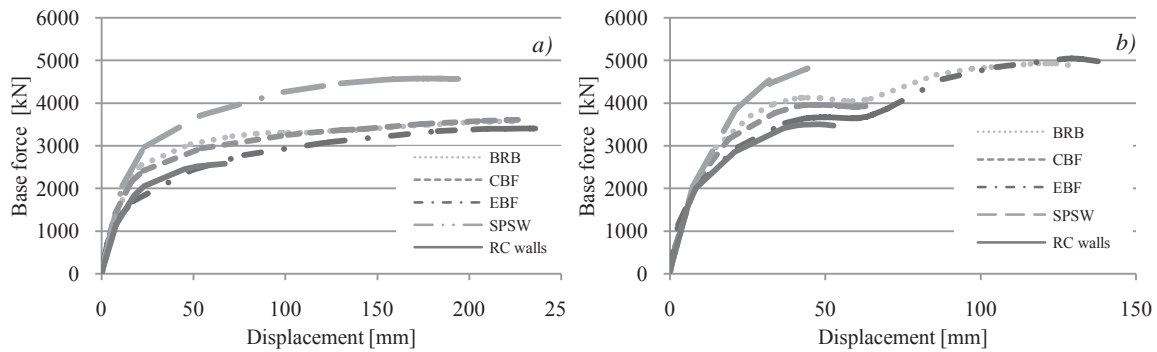 a)
Base force [kN]
6000
5000
4000
3000
2000
1000
0
0 50 100 150 200 25
Displacement [mm]
BRB
CBF
EBF
SPSW
RC walls
b)
Base force [kN]
6000
5000
4000
3000
2000
1000
0
0 50 100 150
Displacement [mm]
BRB
CBF
EBF
SPSW
RC walls